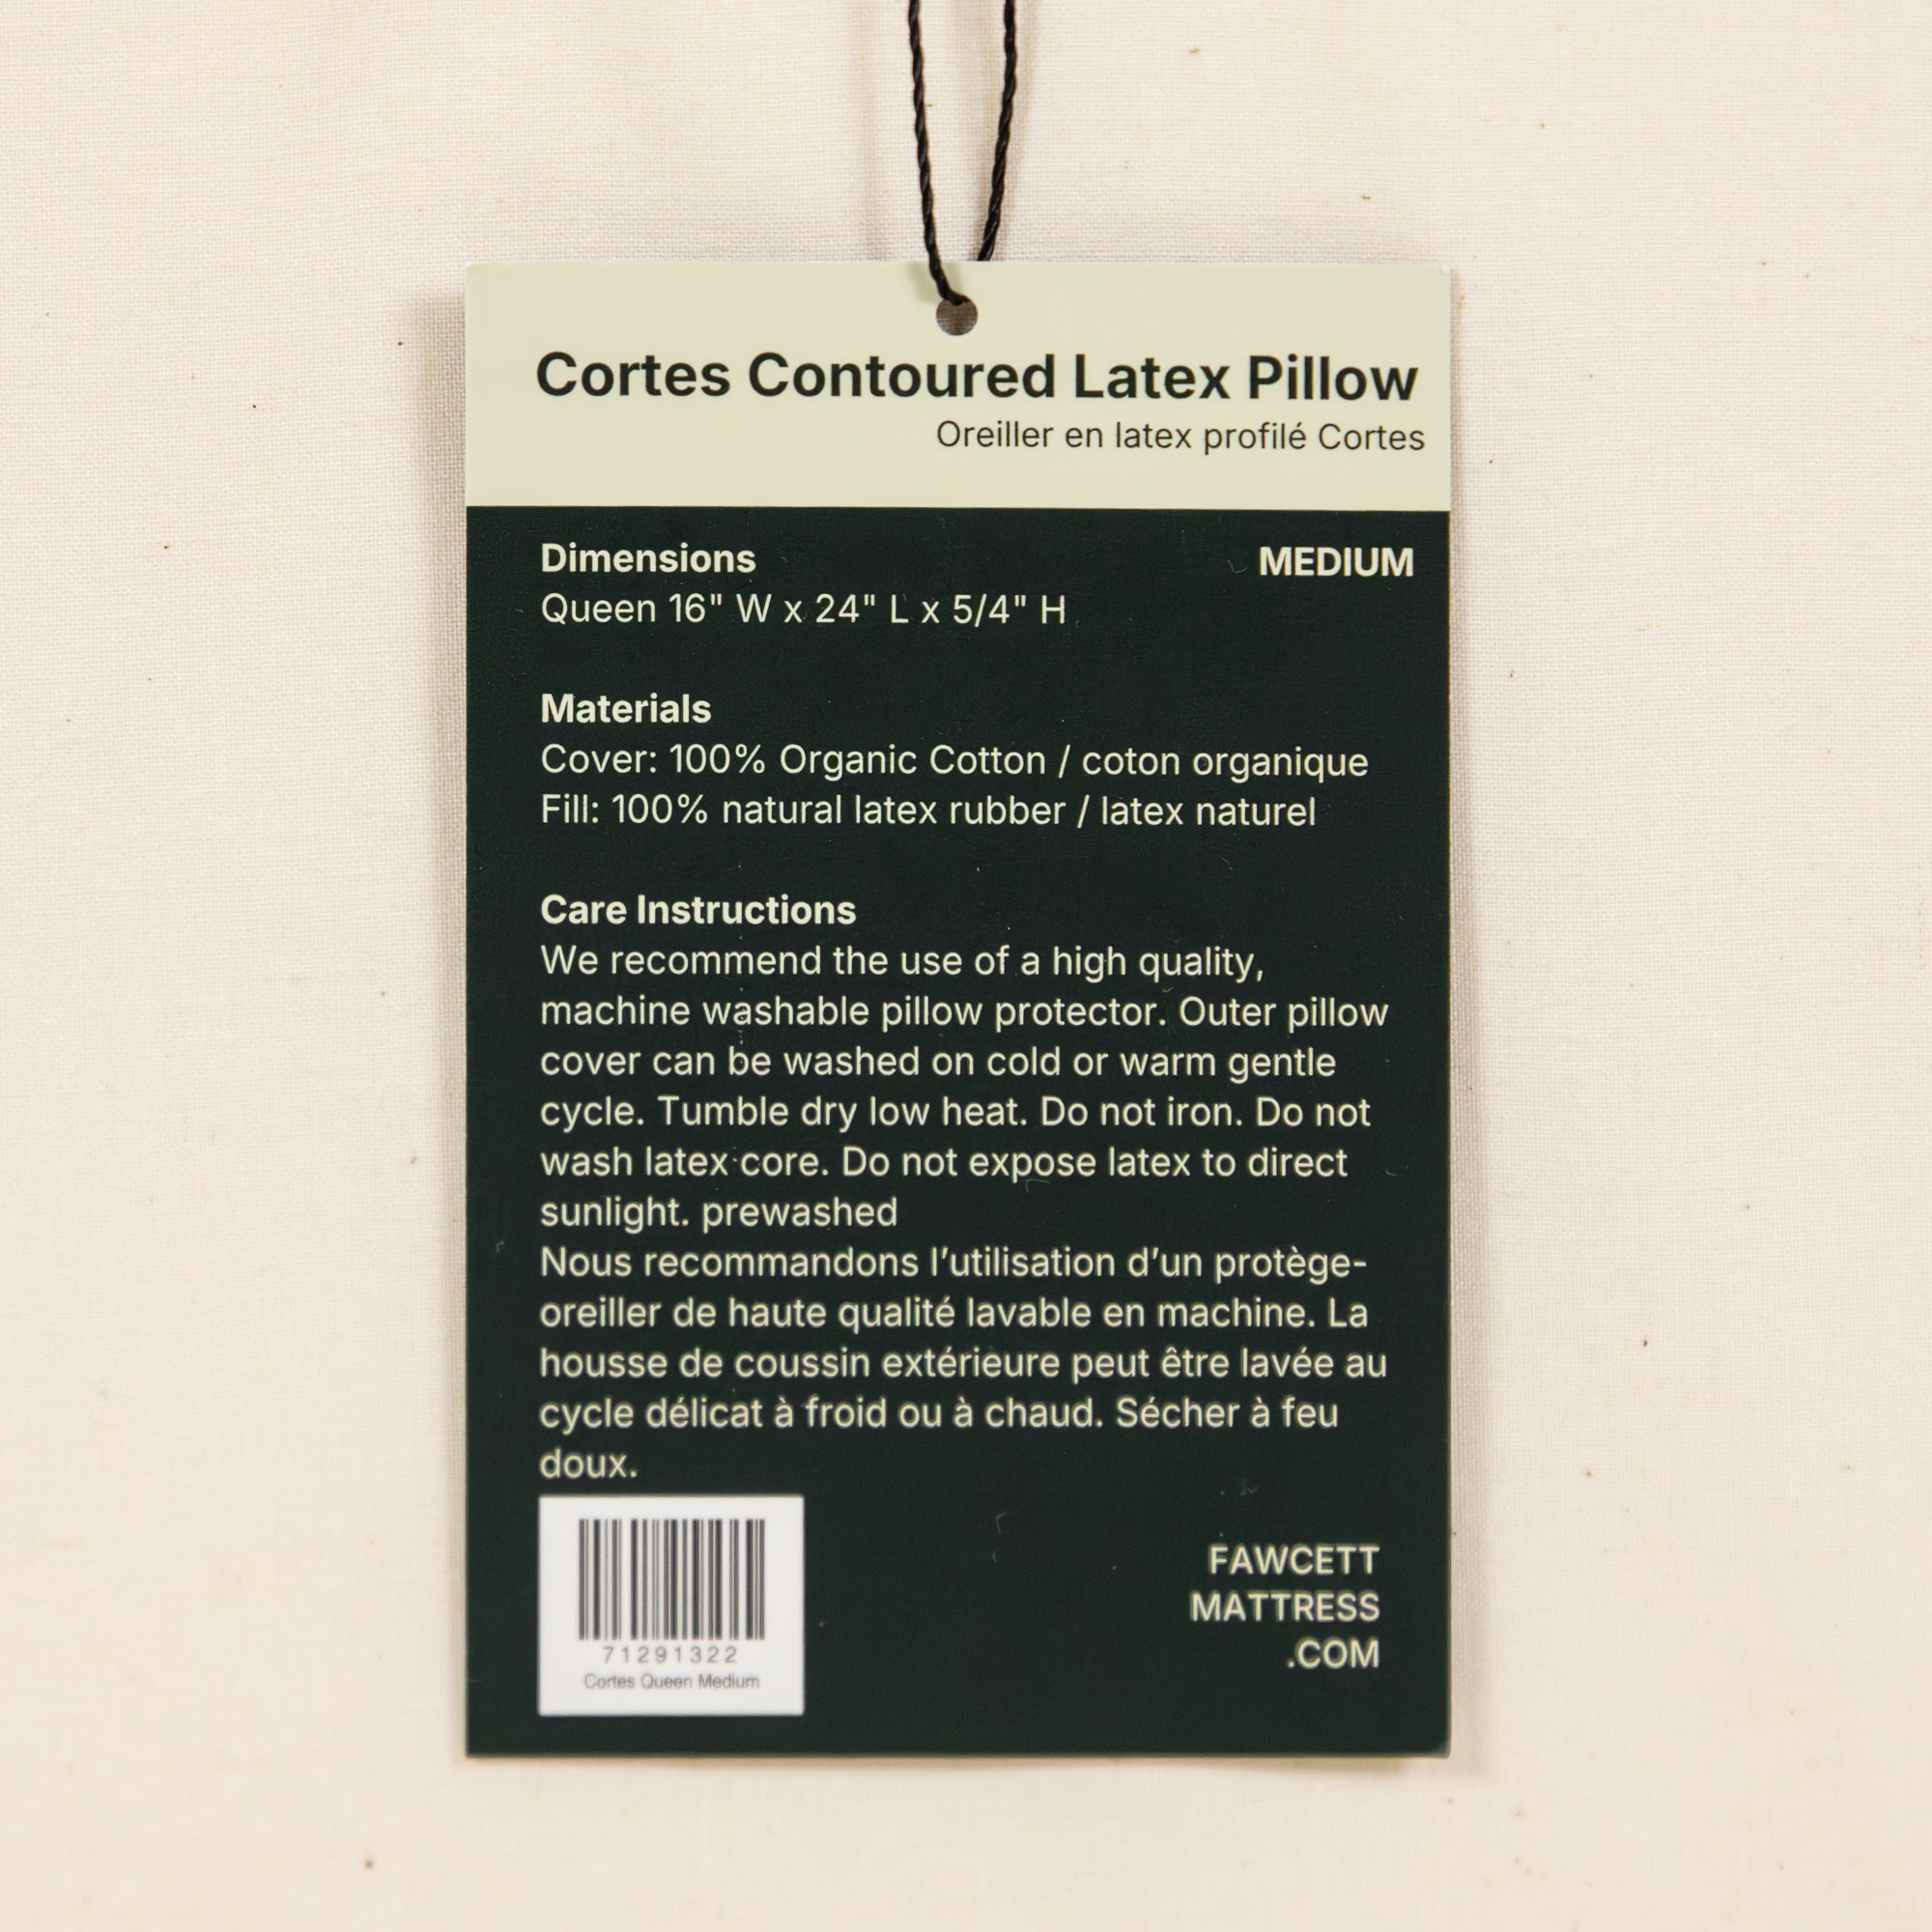 Cortes Contoured Latex Pillow
Oreiller en latex profilé Cortes
Dimensions
MEDIUM
Queen 16" W x 24" L x 5/4" H
Materials
Cover: 100% Organic Cotton / coton organique
Fill: 100% natural latex rubber / latex naturel
Care Instructions
We recommend the use of a high quality,
machine washable pillow protector. Outer pillow
cover can be washed on cold or warm gentle
cycle. Tumble dry low heat. Do not iron. Do not
wash latex core. Do not expose latex to direct
sunlight. prewashed
Nous recommandons l’utilisation d’un protège-
oreiller de haute qualité lavable en machine. La
housse de coussin extérieure peut être lavée au
cycle délicat à froid ou à chaud. Sécher à feu
doux.
71291322
Cortes Queen Medium
FAWCETT
MATTRESS
.COM